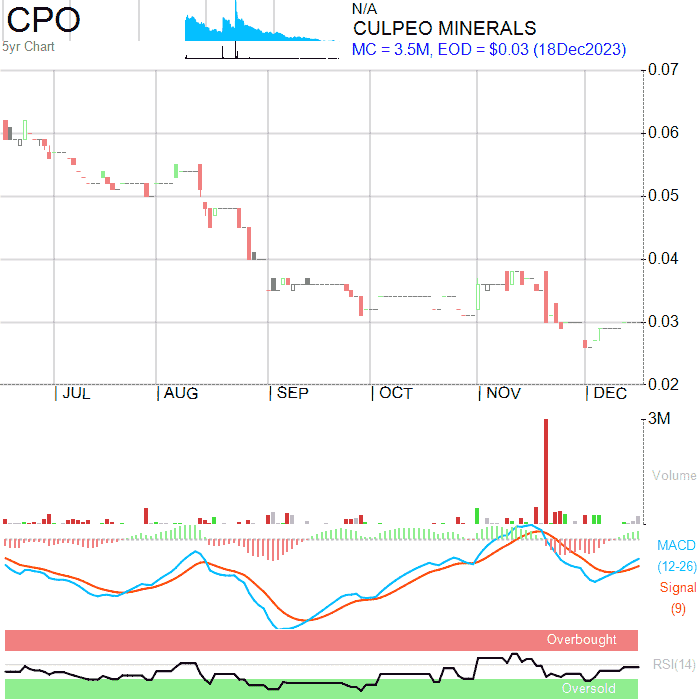 CPO
5yr Chart
N/A
CULPEO MINERALS
MC = 3.5M, EOD = $0.03 (18Dec2023)
0.07
0.06
0.05
0.04
0.03
0.02
JUL AUG SEP OCT NOV DEC
3M
Volume
MACD
(12-26)
Signal
(9)
Overbought
RSI(14)
Oversold